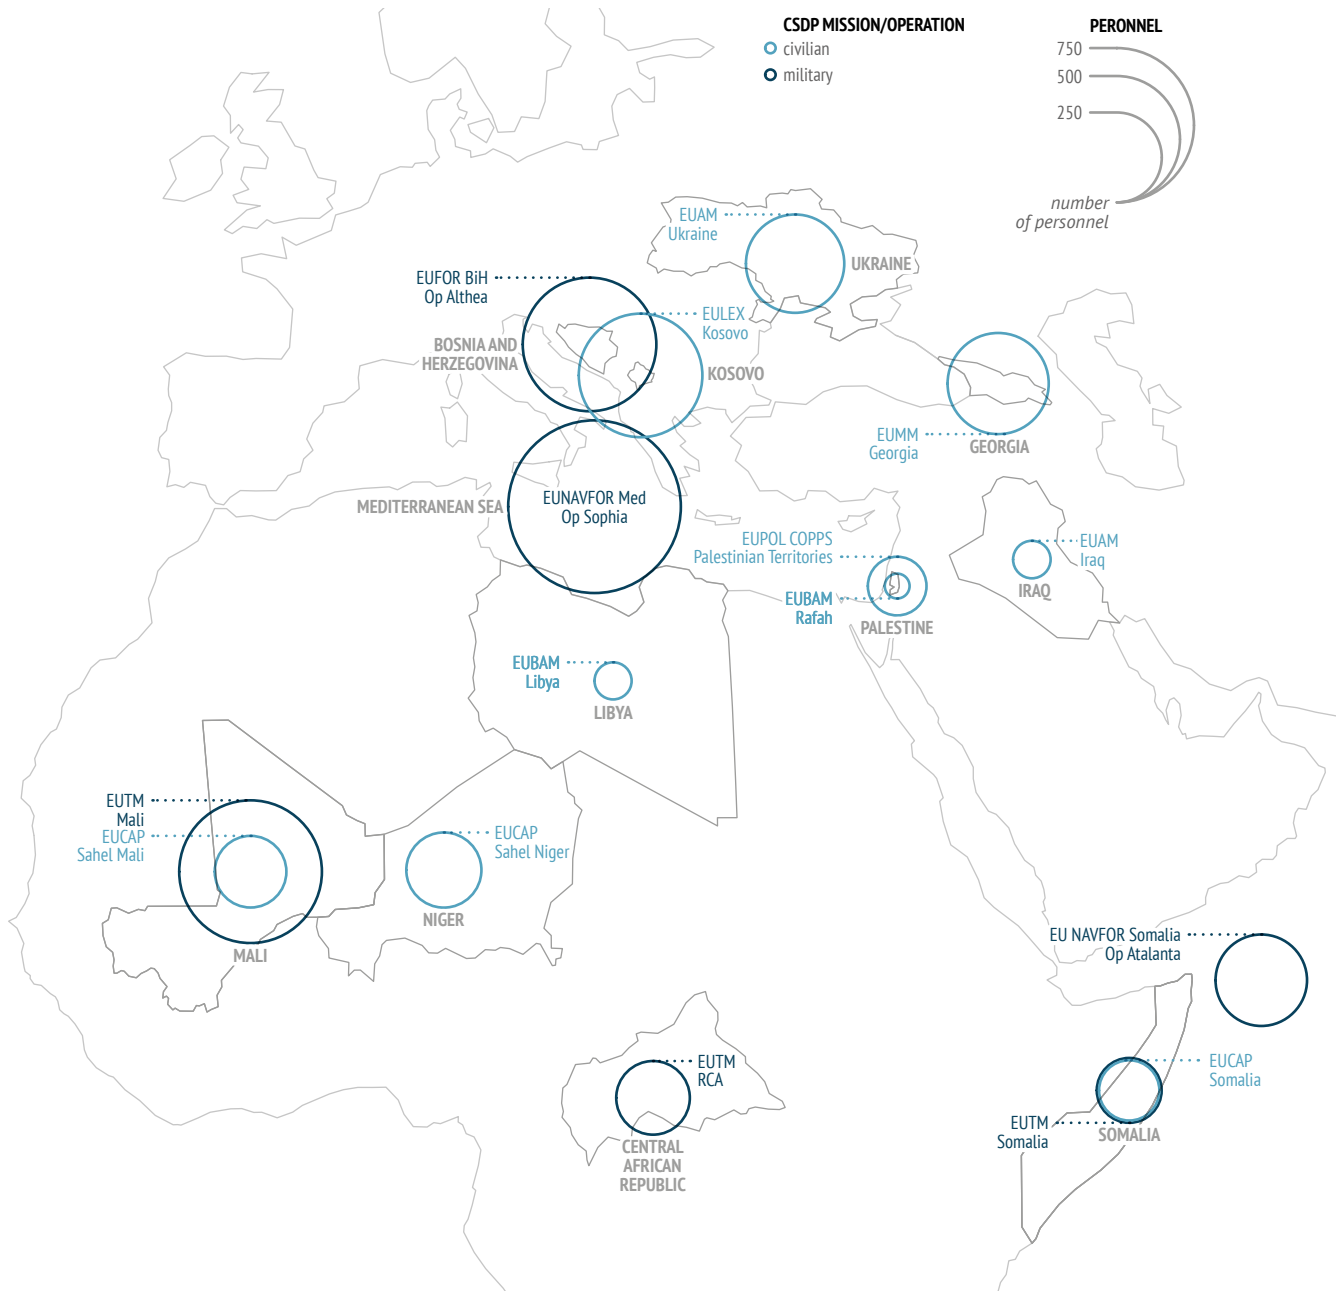 CSDP MISSION/OPERATION
civilian
military
PERONNEL
750
500
250
number
of personnel
EUAM
Ukraine
UKRAINE
EUFOR BiH
Op Althea
EULEX
Kosovo
BOSNIA AND
HERZEGOVINA
KOSOVO
EUMM
Georgia
GEORGIA
MEDITERRANEAN SEA
EUNAVFOR Med
Op Sophia
EUPOL COPPS
Palestinian Territories
EUAM
Iraq
IRAQ
EUBAM
Rafah
PALESTINE
EUBAM
Libya
LIBYA
EUTM
Mali
EUCAP
Sahel Mali
MALI
EUCAP
Sahel Niger
NIGER
EU NAVFOR Somalia
Op Atalanta
EUTM
RCA
CENTRAL
AFRICAN
REPUBLIC
EUCAP
Somalia
EUTM
Somalia
SOMALIA